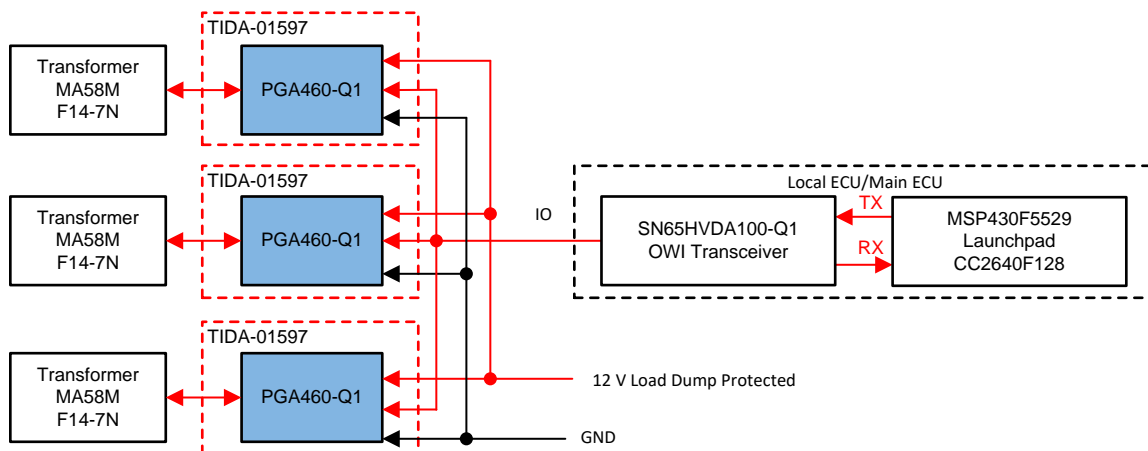 TIDA-01597
Transformer
MA58M
F14-7N
PGA460-Q1
TIDA-01597
Transformer
MA58M
F14-7N
PGA460-Q1
IO
Local ECU/Main ECU
SN65HVDA100-Q1
OWI Transceiver
TX
RX
MSP430F5529
Launchpad
CC2640F128
TIDA-01597
Transformer
MA58M
F14-7N
PGA460-Q1
12 V Load Dump Protected
GND